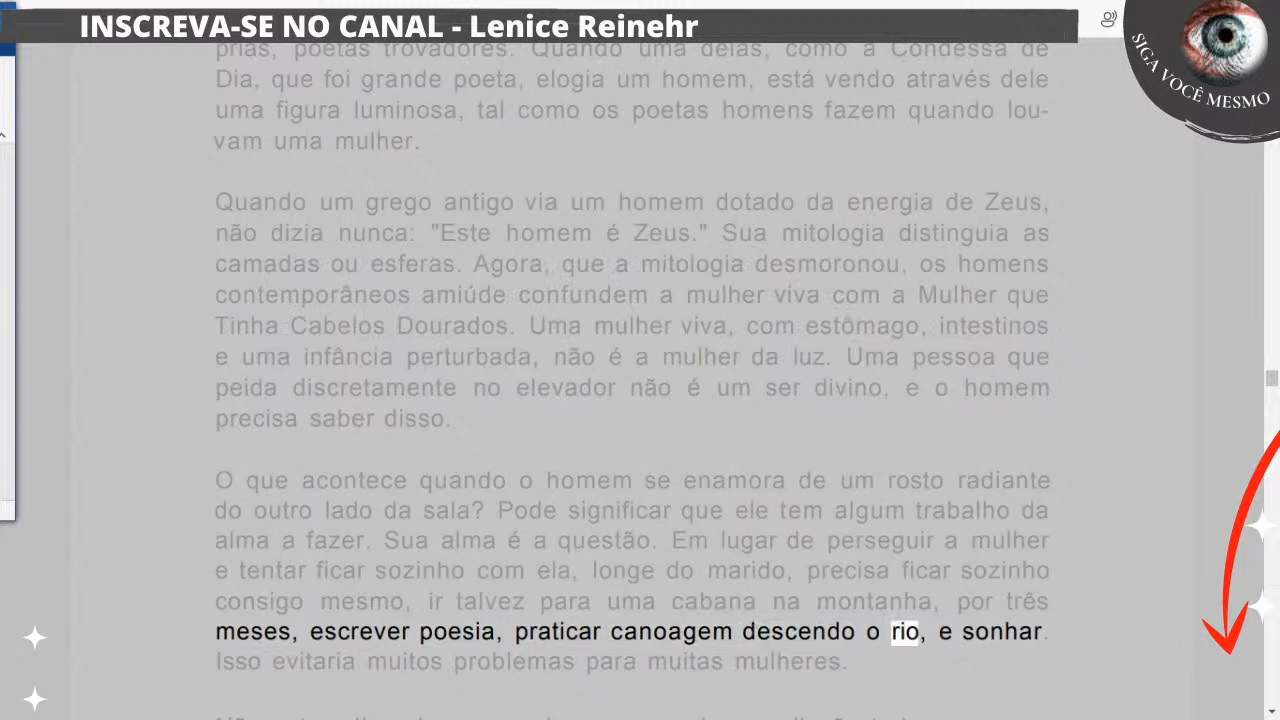 INSCREVA-SE NO CANAL - Lenice Reinehr
SIGA VOCÊ MESMO
prias, poetas trovadores. Quando uma delas, como a Condessa de
Dia, que foi grande poeta, elogia um homem, está vendo através dele
uma figura luminosa, tal como os poetas homens fazem quando lou-
vam uma mulher.
Quando um grego antigo via um homem dotado da energia de Zeus,
não dizia nunca: "Este homem é Zeus." Sua mitologia distinguia as
camadas ou esferas. Agora, que a mitologia desmoronou, os homens
contemporâneos amiúde confundem a mulher viva com a Mulher que
Tinha Cabelos Dourados. Uma mulher viva, com estômago, intestinos
e uma infância perturbada, não é a mulher da luz. Uma pessoa que
peida discretamente no elevador não é um ser divino, e o homem
precisa saber disso.
O que acontece quando o homem se enamora de um rosto radiante
do outro lado da sala? Pode significar que ele tem algum trabalho da
alma a fazer. Sua alma é a questão. Em lugar de perseguir a mulher
e tentar ficar sozinho com ela, longe do marido, precisa ficar sozinho
consigo mesmo, ir talvez para uma cabana na montanha, por três
meses, escrever poesia, praticar canoagem descendo o rio, e sonhar.
Isso evitaria muitos problemas para muitas mulheres.